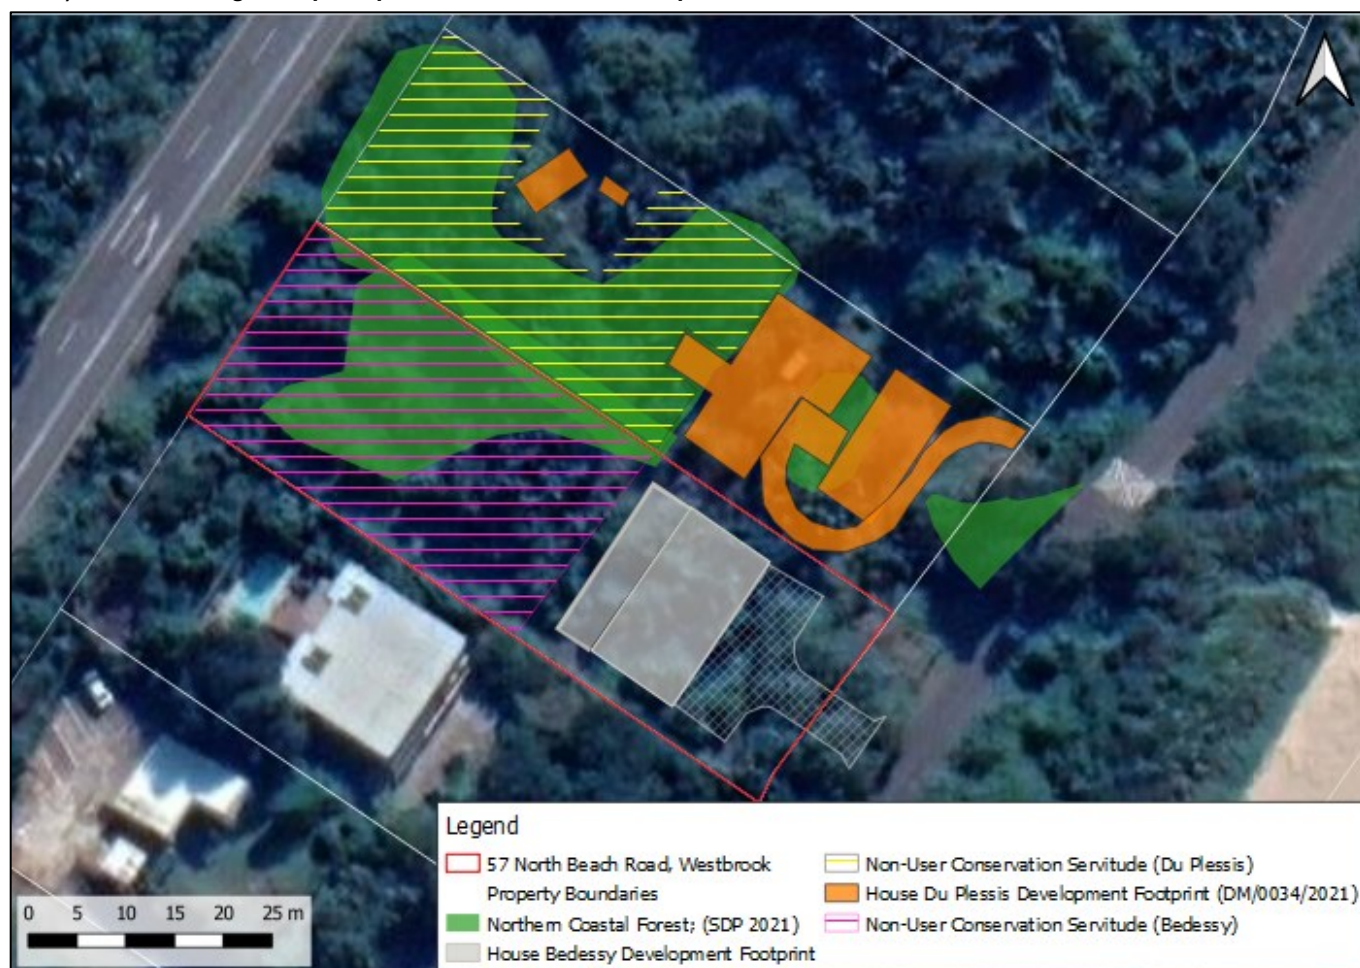 Legend
57 North Beach Road, Westbrook
Property Boundaries
Northern Coastal Forest; (SDP 2021)
House Bedessy Development Footprint
Non-User Conservation Servitude (Du Plessis)
House Du Plessis Development Footprint (DM/0034/2021)
Non-User Conservation Servitude (Bedessy)
0 5 10 15 20 25 m